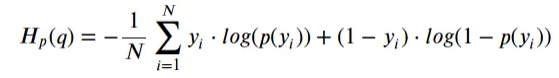 H_p(q) = -\frac{1}{N} \sum_{i=1}^{N} y_i \cdot log(p(y_i)) + (1 - y_i) \cdot log(1 - p(y_i))